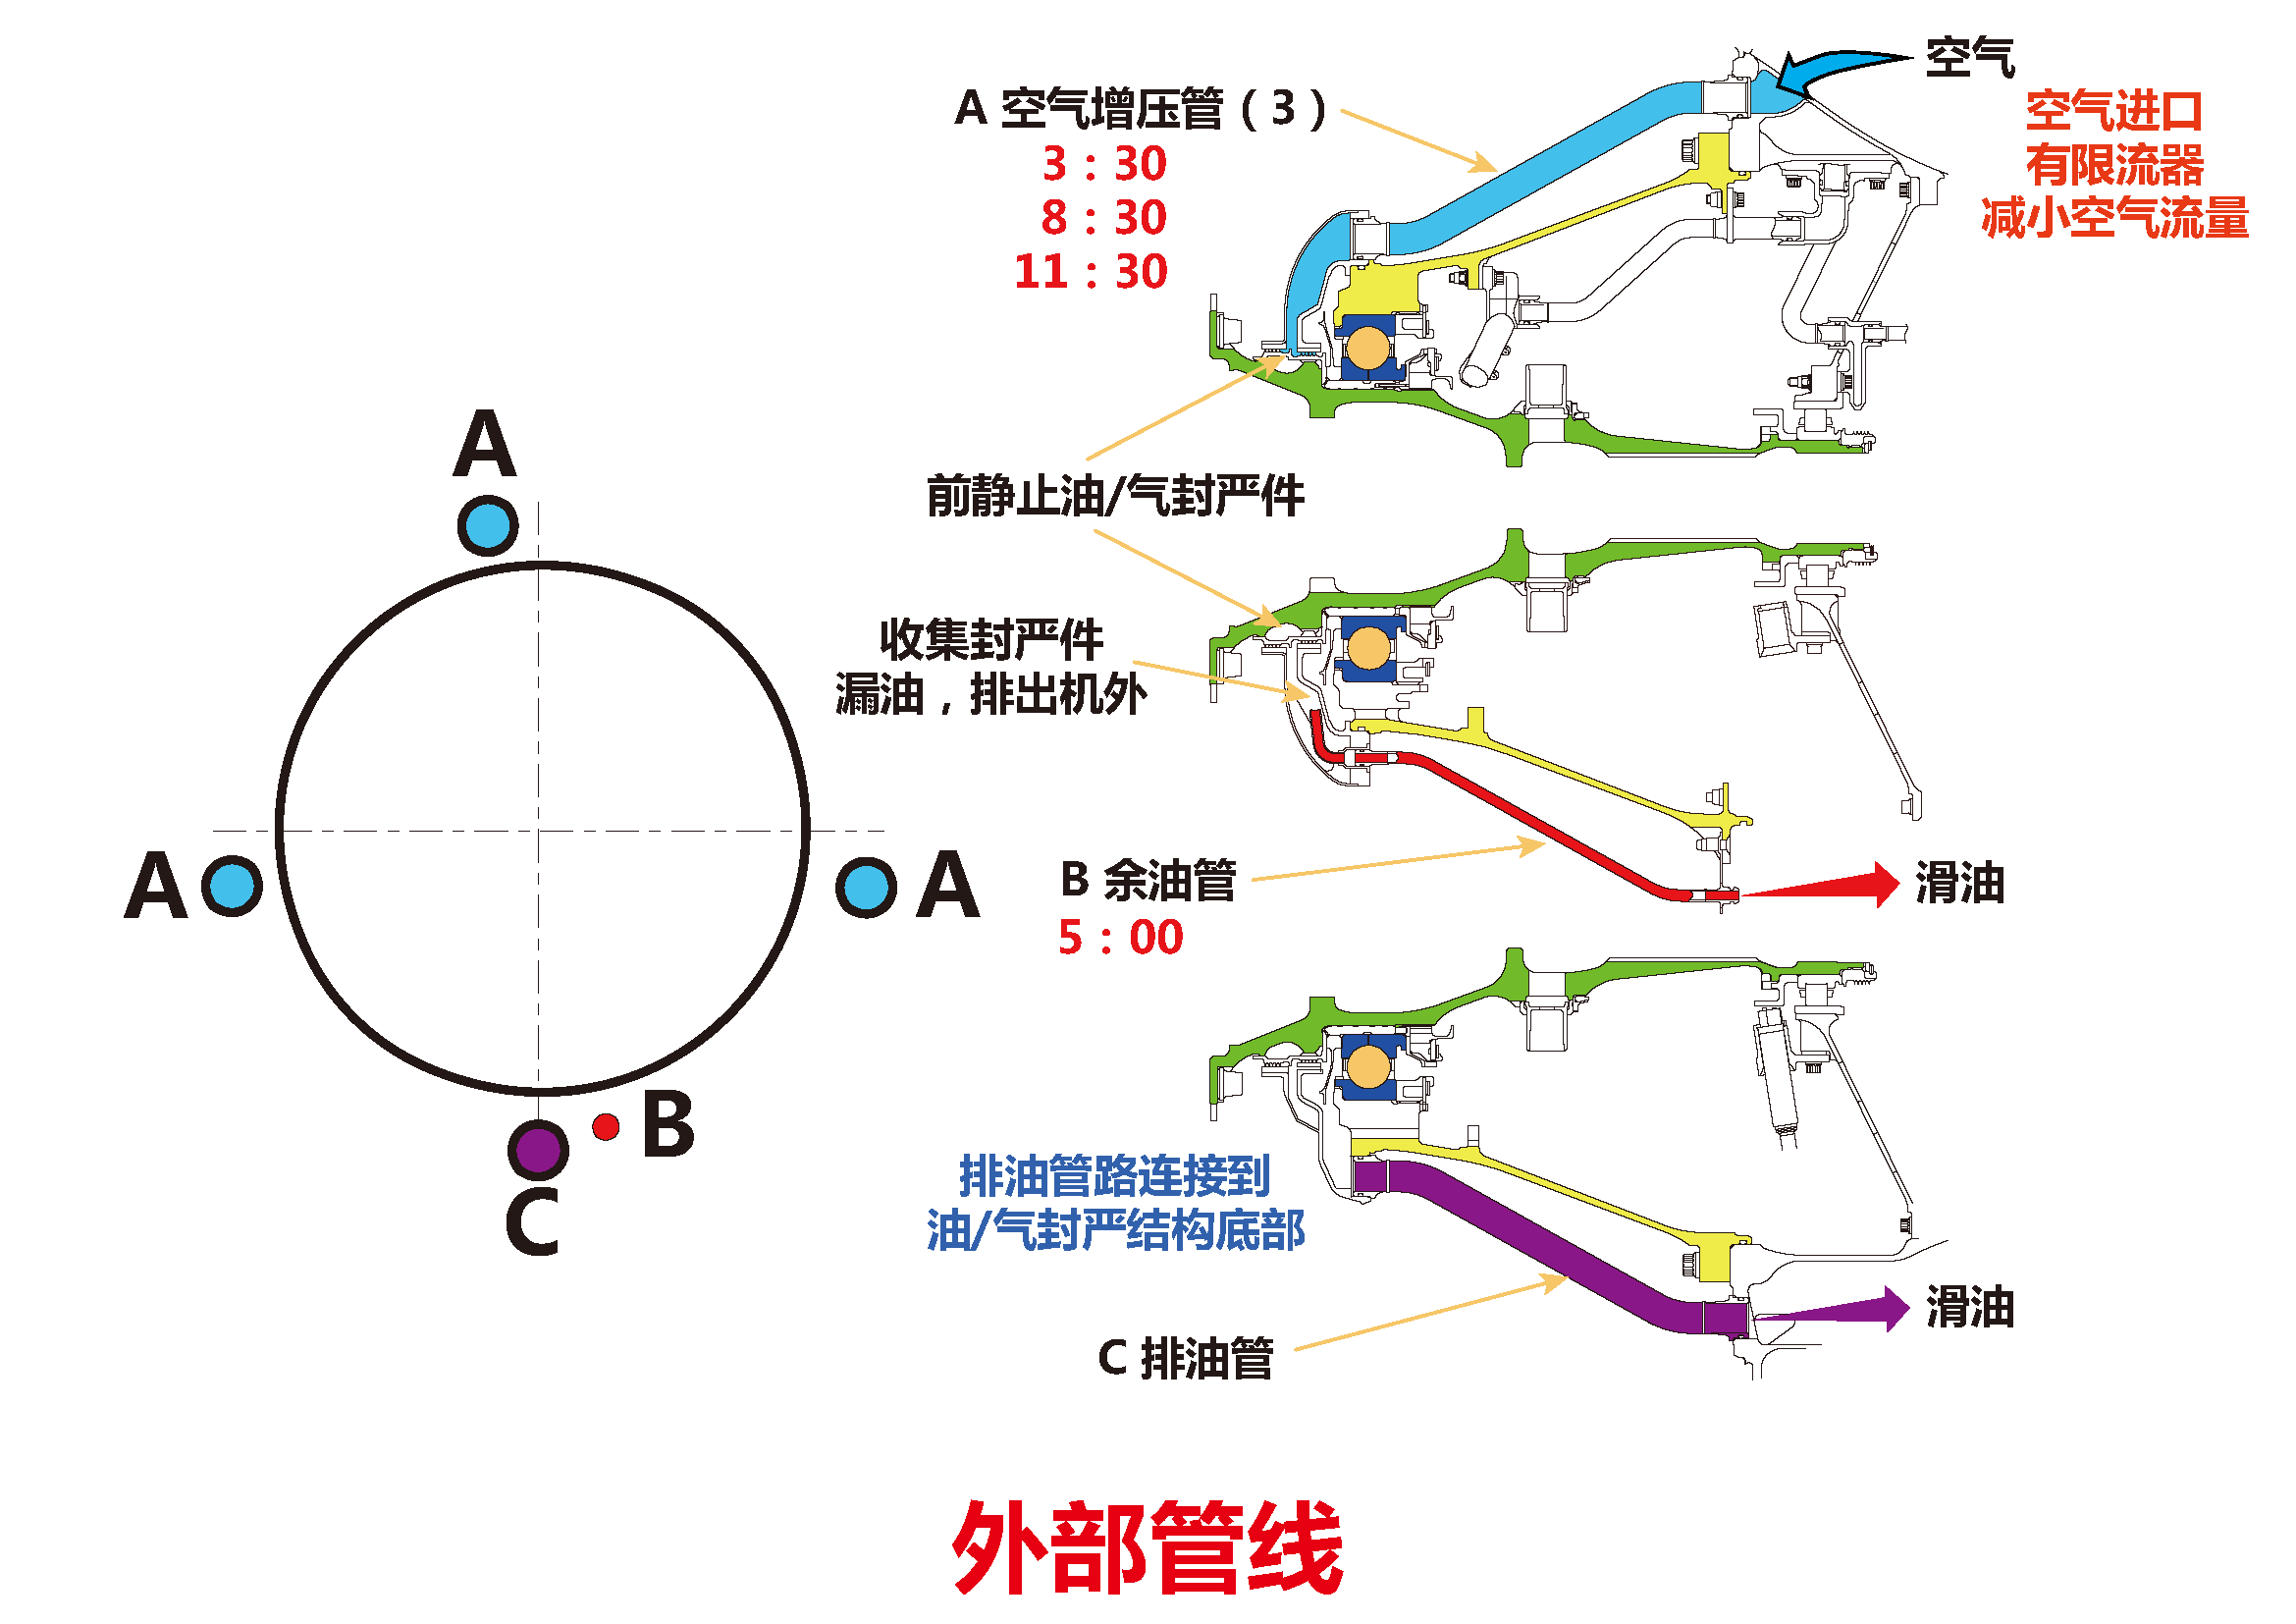 空气
A 空气增压管（3）
3：30
8：30
11：30
空气进口
有限流器
减小空气流量
前静止油/气封严件
收集封严件
漏油，排出机外
B 余油管
5：00
滑油
排油管路连接到
油/气封严结构底部
C 排油管
滑油
A
A
A
B
C
外部管线